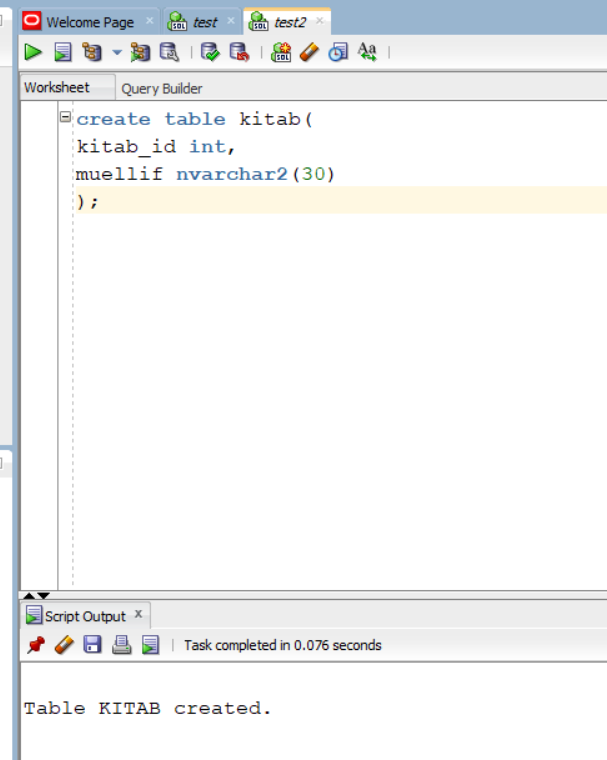 Welcome Page
test
test2
Worksheet
Query Builder
create table kitab(
kitab_id int,
muellif nvarchar2(30)
);
Script Output
Task completed in 0.076 seconds
Table KITAB created.